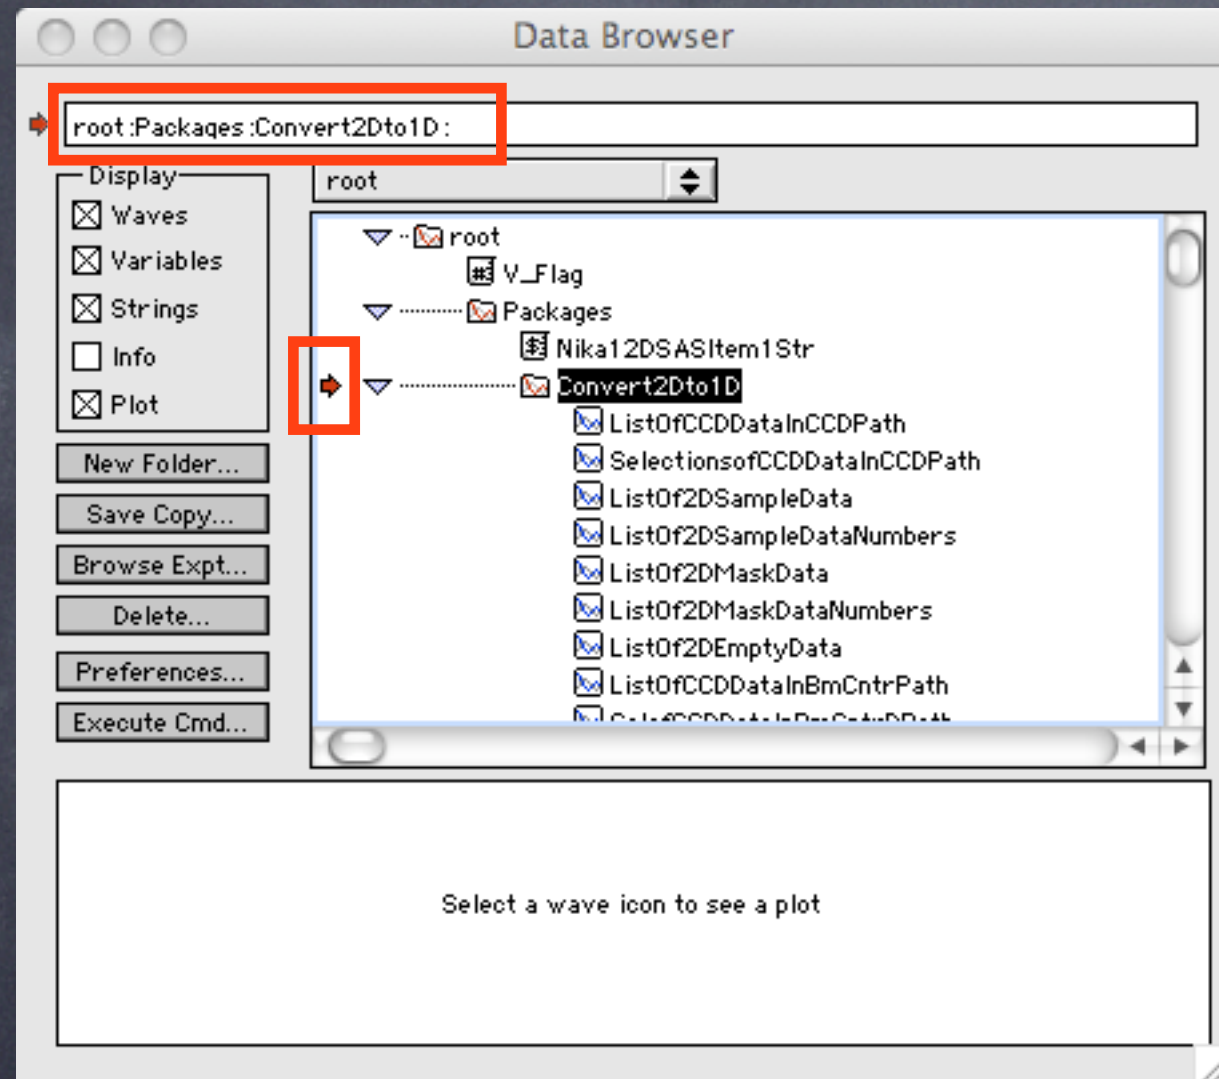 Data Browser
root:Packages:Convert2Dto1D:
Display
root
Waves
Variables
Strings
Info
Plot
New Folder...
Save Copy...
Browse Expt...
Delete...
Preferences...
Execute Cmd...
root
V_Flag
Packages
Nika12DSASItem1Str
Convert2Dto1D
ListOfCCDDataInCCDPath
SelectionsofCCDDataInCCDPath
ListOf2DSampleData
ListOf2DSampleDataNumbers
ListOf2DMaskData
ListOf2DMaskDataNumbers
ListOf2DEmptyData
ListOfCCDDataInBmCntrPath
Select a wave icon to see a plot